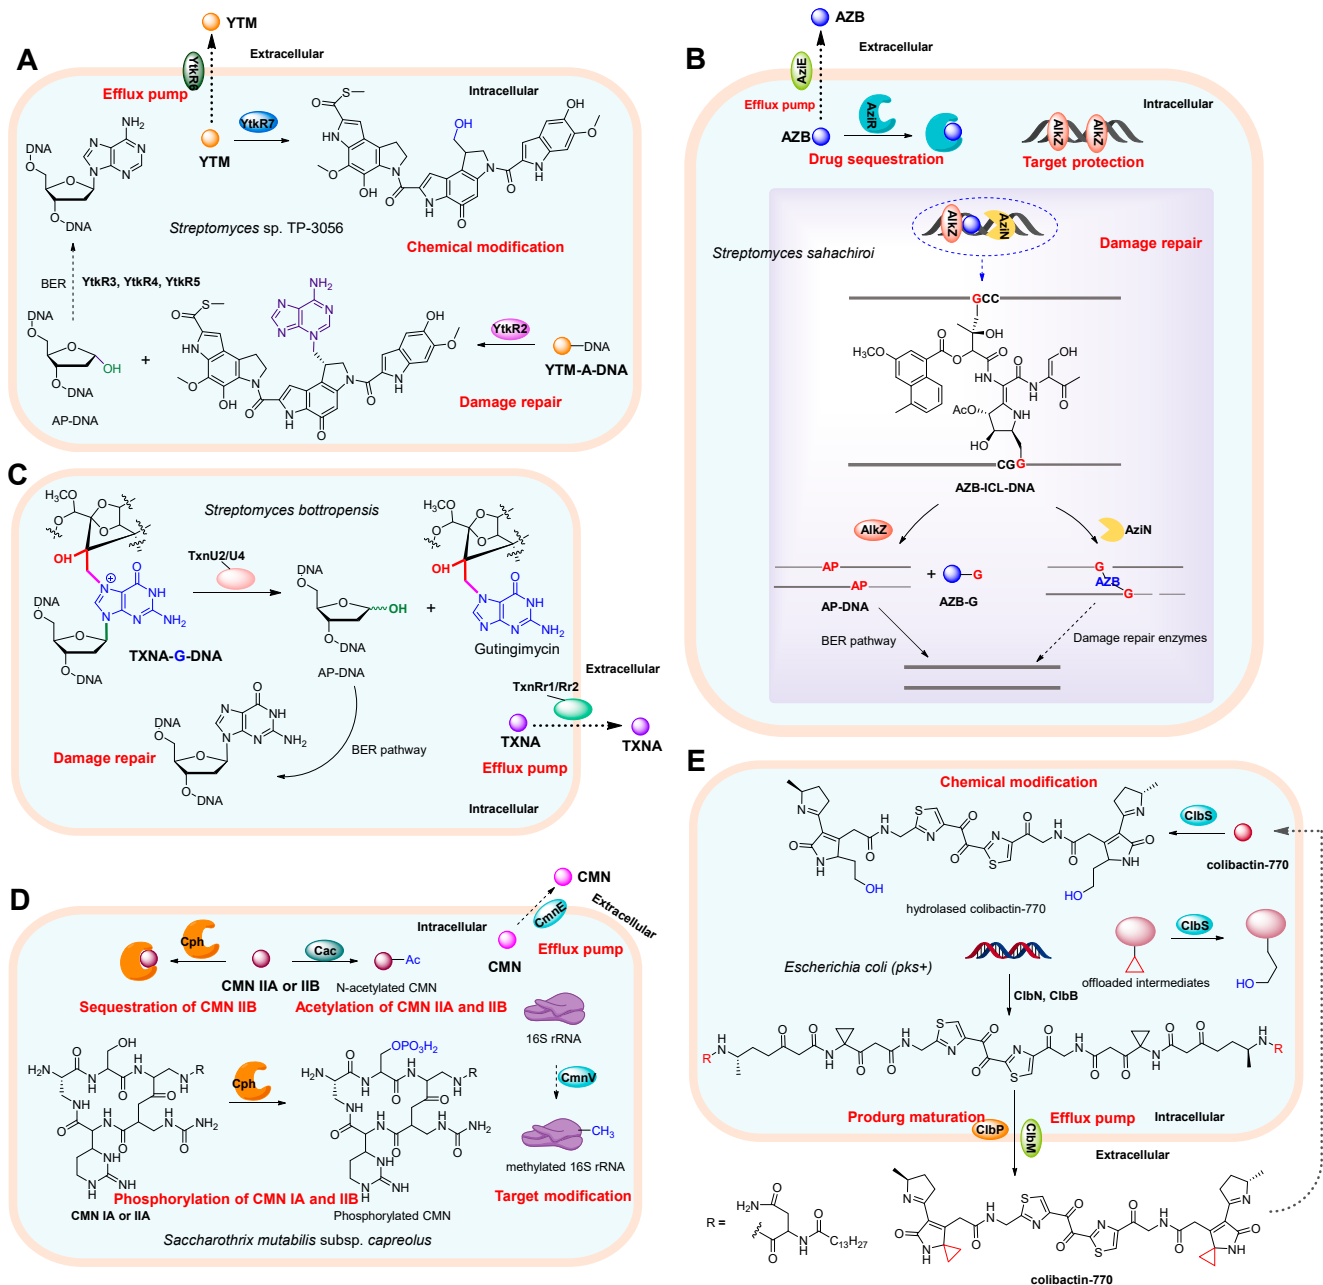 A
YTM
Extracellular
YtkR6
Efflux pump
Intracellular
YTM
YtkR7
NH2
DNA
DNA
OH
Streptomyces sp. TP-3056
Chemical modification
BER
YtkR3, YtkR4, YtkR5
DNA
OH
DNA
AP-DNA
+
NH2
OH
YtkR2
DNA
YTM-A-DNA
Damage repair
B
AZB
Extracellular
AziE
Efflux pump
Intracellular
AZB
AziR
Drug sequestration
AlkZ
AlkZ
Target protection
AlkZ
AziN
Damage repair
Streptomyces sahachiroi
GCC
OH
CH3O
OH
AcO
HO
CGG
AZB-ICL-DNA
AlkZ
AziN
AP
AP
AP-DNA
+
G
AZB-G
G
AZB
G
BER pathway
Damage repair enzymes
C
H3CO
OH
Streptomyces bottropensis
TxnU2/U4
DNA
DNA
NH2
TXNA-G-DNA
DNA
OH
DNA
AP-DNA
+
H3CO
OH
NH2
Gutingimycin
Extracellular
TxnRr1/Rr2
TXNA
TXNA
Efflux pump
Intracellular
BER pathway
DNA
NH2
DNA
Damage repair
D
CMN
Extracellular
CmnE
Intracellular
Efflux pump
CMN
Cph
Cac
Ac
CMN IIA or IIB
N-acetylated CMN
Sequestration of CMN IIB
Acetylation of CMN IIA and IIB
16S rRNA
CmnV
CH3
methylated 16S rRNA
Target modification
OH
H2N
R
NH2
Cph
OPO3H2
H2N
R
NH2
Phosphorylation of CMN IA and IIB
CMN IA or IIA
Phosphorylated CMN
Saccharothrix mutabilis subsp. capreolus
E
Chemical modification
ClbS
colibactin-770
OH
HO
hydrolased colibactin-770
ClbS
offloaded intermediates
HO
Escherichia coli (pks+)
ClbN, ClbB
R
R
Produrg maturation
ClbP
ClbM
Efflux pump
Intracellular
Extracellular
R =
H2N
C13H27
colibactin-770